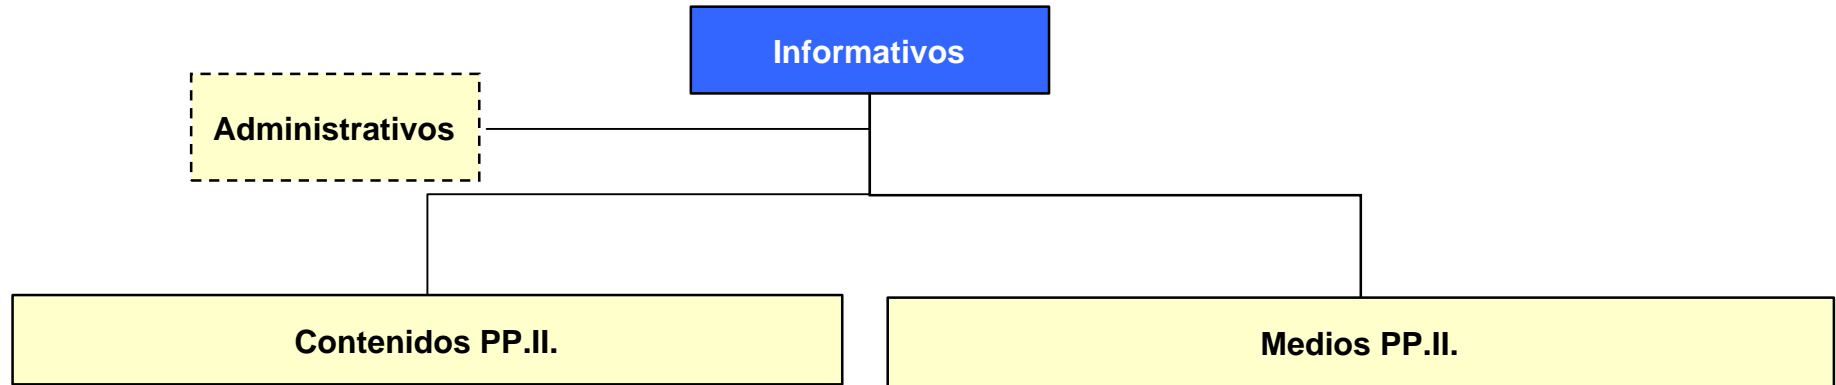 Informativos
Administrativos
Contenidos PP.II.
Medios PP.II.